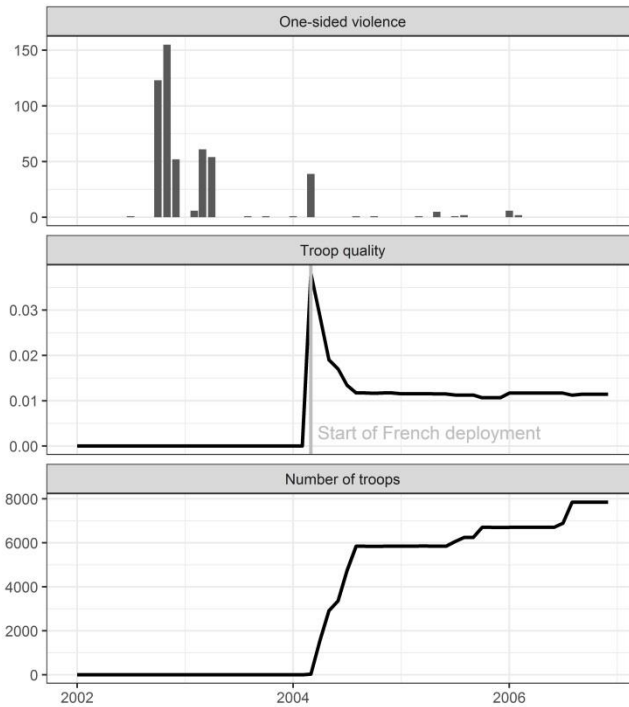 One-sided violence
150
100
50
0
Troop quality
0.03
0.02
0.01
0.00
Start of French deployment
Number of troops
8000
6000
4000
2000
0
2002 2004 2006